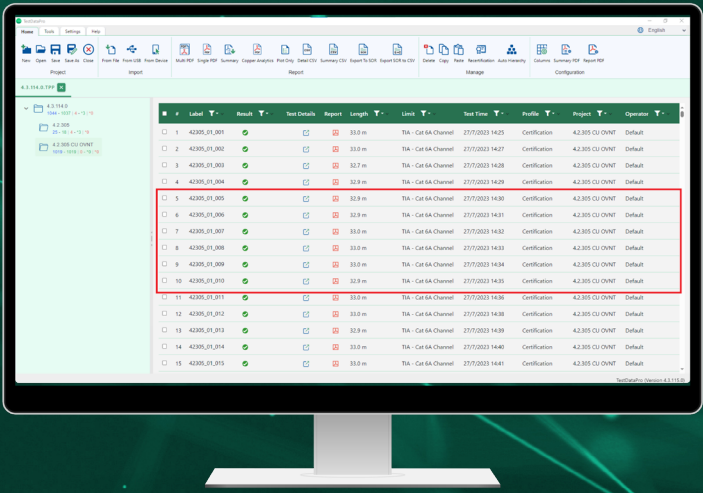 TestDataPro
Home Tools Settings Help English
New Open Save Save As Close From File From USB From Device Multi PDF Single PDF Summary Copper Analytics Plot Only Detail CSV Summary CSV Export To SOR Export SOR to CSV Delete Copy Paste Recertification Auto Hierarchy Columns Summary PDF Report PDF
Project Import Report Manage Configuration
4.3.114.0.TPP
4.3.114.0
4.2.305
4.2.305 CU OVNT
# Label Result Test Details Report Length Limit Test Time Profile Project Operator
1 42305_01_001 33.0 m TIA - Cat 6A Channel 27/7/2023 14:25 Certification 4.2.305 CU OVNT Default
2 42305_01_002 33.0 m TIA - Cat 6A Channel 27/7/2023 14:27 Certification 4.2.305 CU OVNT Default
3 42305_01_003 32.7 m TIA - Cat 6A Channel 27/7/2023 14:28 Certification 4.2.305 CU OVNT Default
4 42305_01_004 32.9 m TIA - Cat 6A Channel 27/7/2023 14:29 Certification 4.2.305 CU OVNT Default
5 42305_01_005 32.9 m TIA - Cat 6A Channel 27/7/2023 14:30 Certification 4.2.305 CU OVNT Default
6 42305_01_006 32.9 m TIA - Cat 6A Channel 27/7/2023 14:31 Certification 4.2.305 CU OVNT Default
7 42305_01_007 33.0 m TIA - Cat 6A Channel 27/7/2023 14:32 Certification 4.2.305 CU OVNT Default
8 42305_01_008 33.0 m TIA - Cat 6A Channel 27/7/2023 14:33 Certification 4.2.305 CU OVNT Default
9 42305_01_009 33.0 m TIA - Cat 6A Channel 27/7/2023 14:34 Certification 4.2.305 CU OVNT Default
10 42305_01_010 32.9 m TIA - Cat 6A Channel 27/7/2023 14:35 Certification 4.2.305 CU OVNT Default
11 42305_01_011 33.0 m TIA - Cat 6A Channel 27/7/2023 14:36 Certification 4.2.305 CU OVNT Default
12 42305_01_012 33.0 m TIA - Cat 6A Channel 27/7/2023 14:38 Certification 4.2.305 CU OVNT Default
13 42305_01_013 32.9 m TIA - Cat 6A Channel 27/7/2023 14:39 Certification 4.2.305 CU OVNT Default
14 42305_01_014 33.0 m TIA - Cat 6A Channel 27/7/2023 14:40 Certification 4.2.305 CU OVNT Default
15 42305_01_015 33.0 m TIA - Cat 6A Channel 27/7/2023 14:41 Certification 4.2.305 CU OVNT Default
TestDataPro (Version 4.3.115.0)